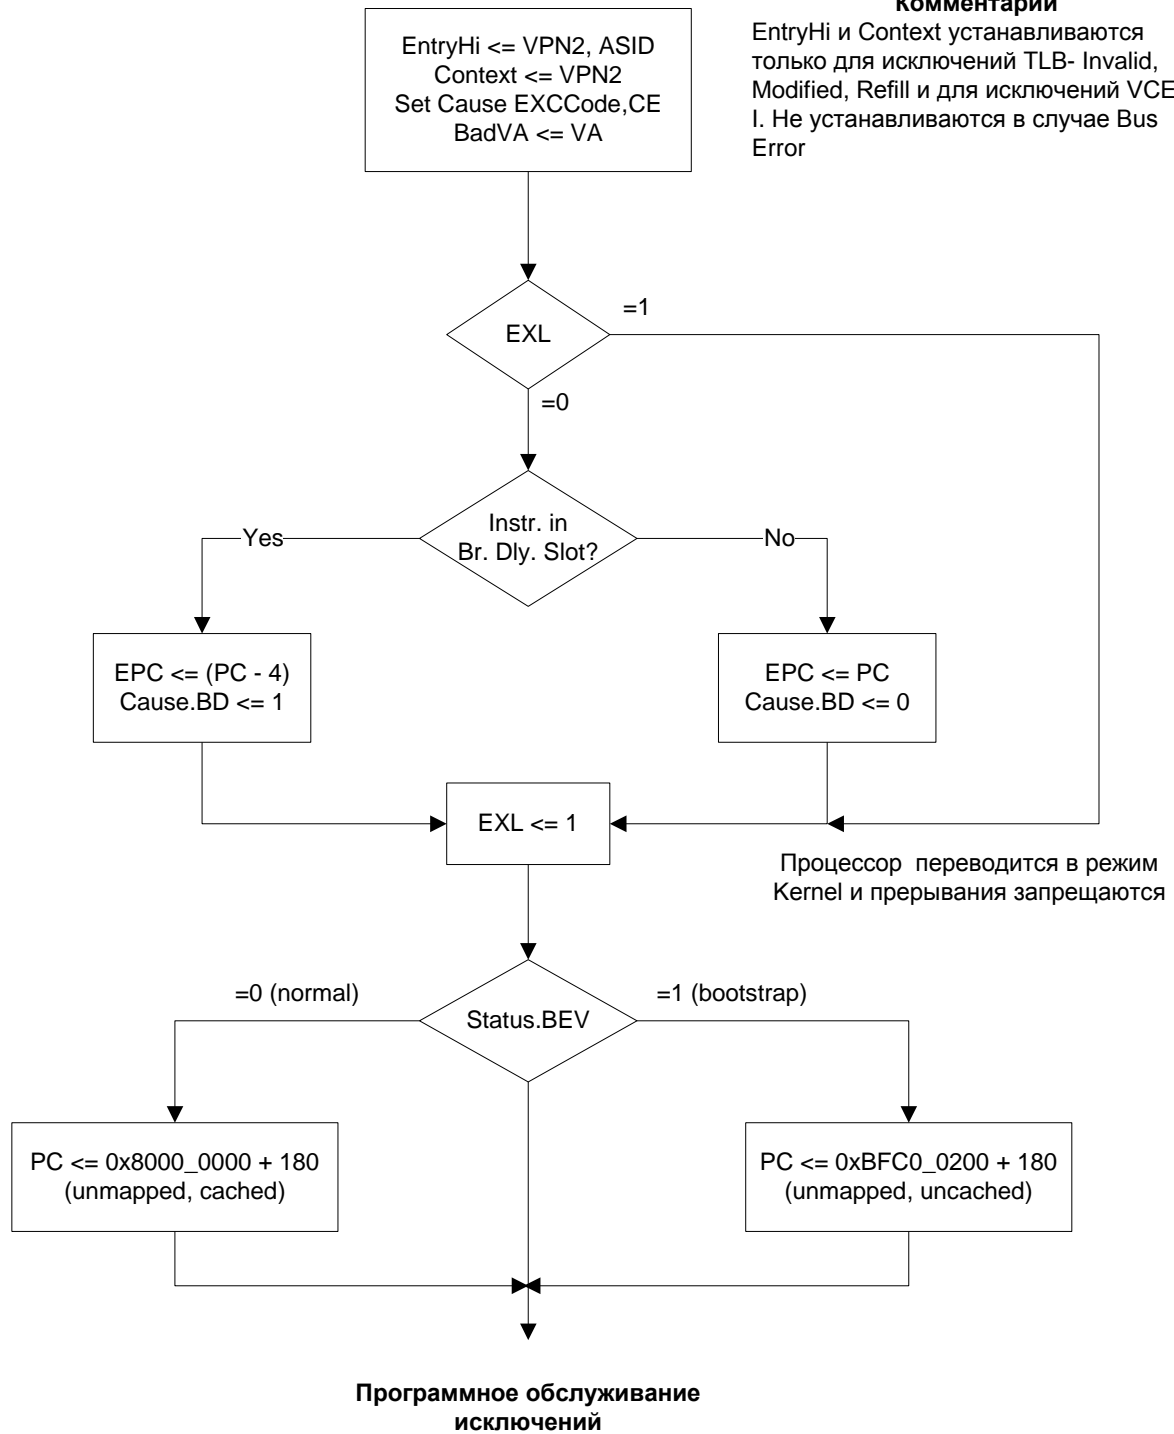 Комментарии
EntryHi <= VPN2, ASID
Context <= VPN2
Set Cause EXCCode,CE
BadVA <= VA
EntryHi и Context устанавливаются
только для исключений TLB- Invalid,
Modified, Refill и для исключений VCE
I. Не устанавливаются в случае Bus
Error
EXL
=1
=0
Instr. in
Br. Dly. Slot?
Yes
No
EPC <= (PC - 4)
Cause.BD <= 1
EPC <= PC
Cause.BD <= 0
EXL <= 1
Процессор переводится в режим
Kernel и прерывания запрещаются
=0 (normal)
Status.BEV
=1 (bootstrap)
PC <= 0x8000_0000 + 180
(unmapped, cached)
PC <= 0xBFC0_0200 + 180
(unmapped, uncached)
Программное обслуживание
исключений